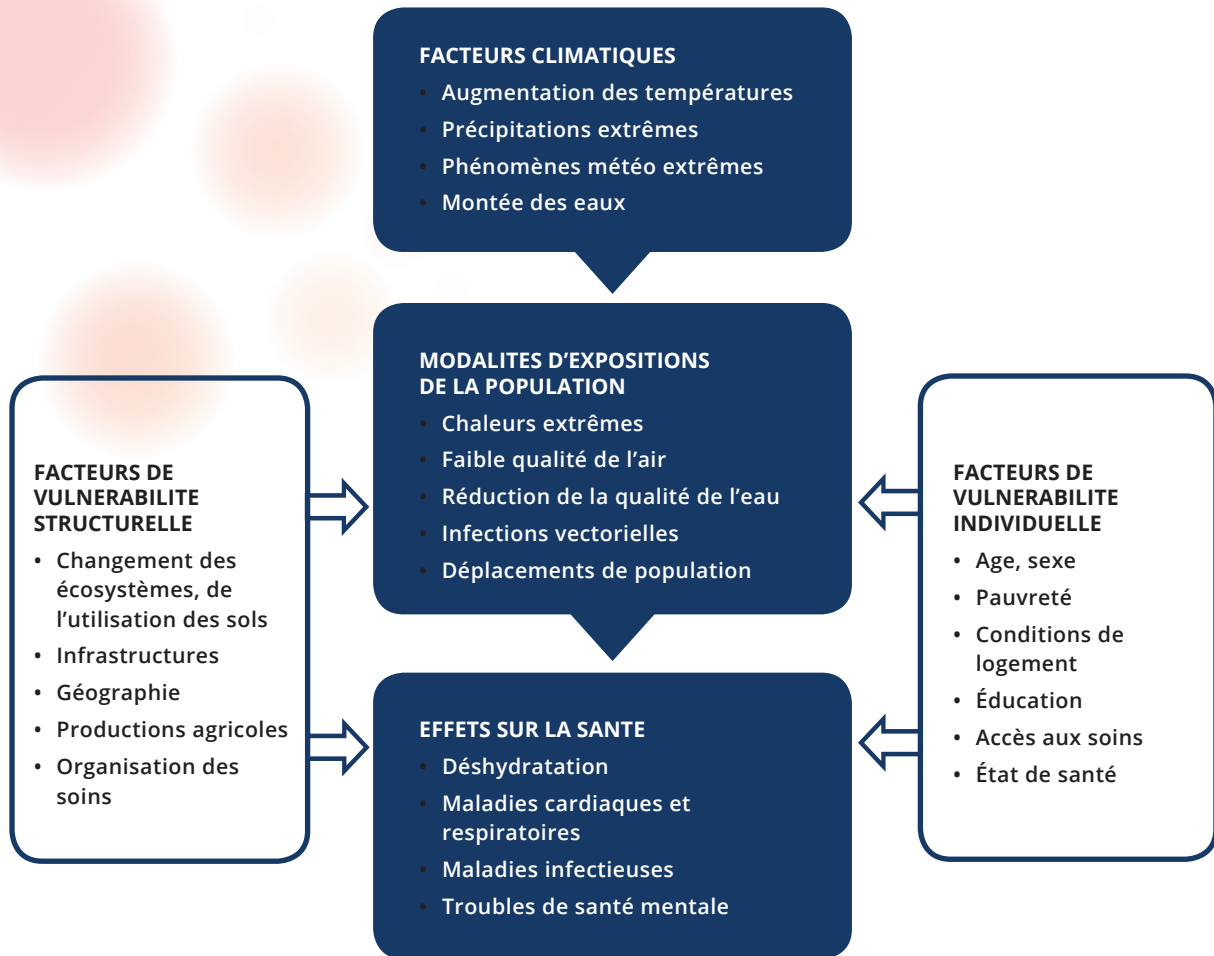 FACTEURS CLIMATIQUES
• Augmentation des températures
• Précipitations extrêmes
• Phénomènes météo extrêmes
• Montée des eaux
MODALITES D’EXPOSITIONS
DE LA POPULATION
• Chaleurs extrêmes
• Faible qualité de l’air
• Réduction de la qualité de l’eau
• Infections vectorielles
• Déplacements de population
FACTEURS DE
VULNERABILITE
STRUCTURELLE
• Changement des
écosystèmes, de
l’utilisation des sols
• Infrastructures
• Géographie
• Productions agricoles
• Organisation des
soins
FACTEURS DE
VULNERABILITE
INDIVIDUELLE
• Age, sexe
• Pauvreté
• Conditions de
logement
• Éducation
• Accès aux soins
• État de santé
EFFETS SUR LA SANTE
• Déshydratation
• Maladies cardiaques et
respiratoires
• Maladies infectieuses
• Troubles de santé mentale